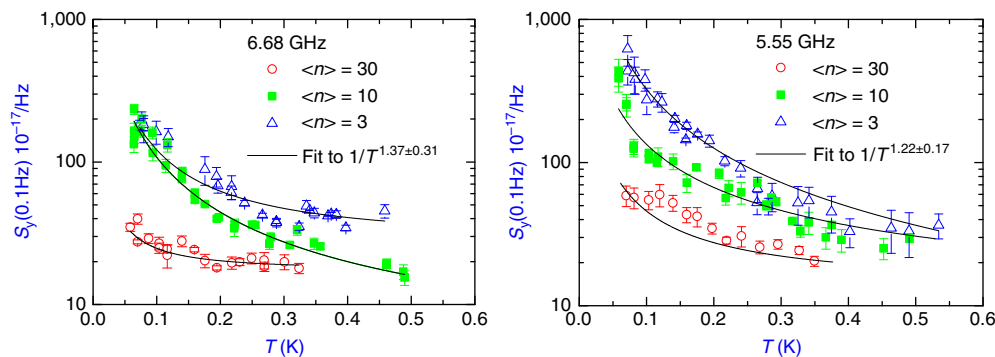 1,000
100
10
S_y(0.1Hz) 10^-17/Hz
6.68 GHz
<n> = 30
<n> = 10
<n> = 3
Fit to 1/T^1.37±0.31
0.0 0.1 0.2 0.3 0.4 0.5 0.6
T (K)
1,000
100
10
S_y(0.1Hz) 10^-17/Hz
5.55 GHz
<n> = 30
<n> = 10
<n> = 3
Fit to 1/T^1.22±0.17
0.0 0.1 0.2 0.3 0.4 0.5 0.6
T (K)